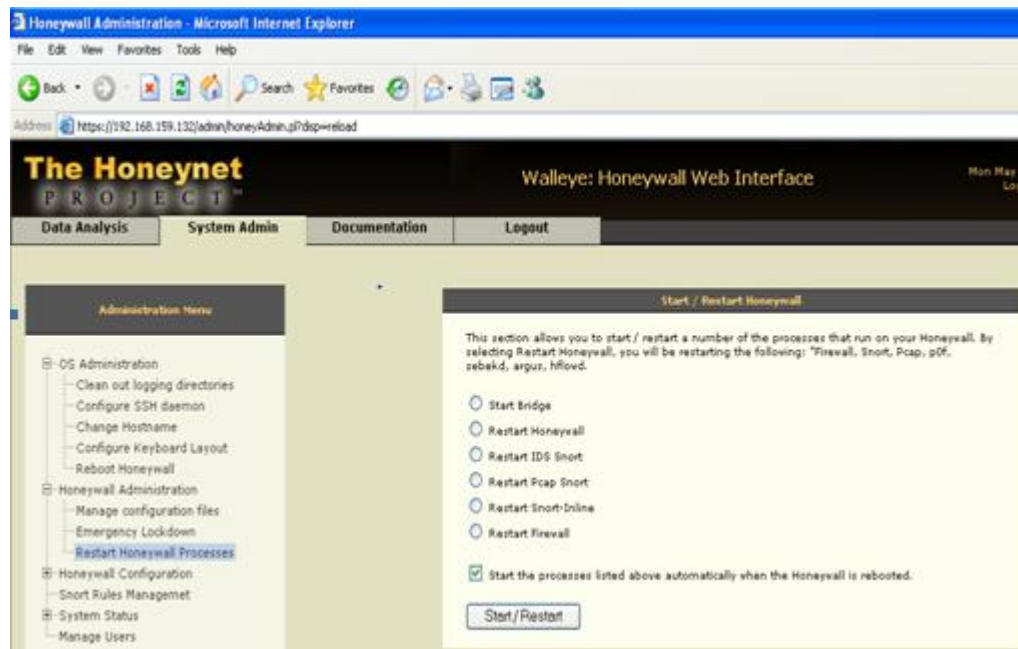 Honeywall Administration - Microsoft Internet Explorer
File Edit View Favorites Tools Help
Back Search Favorites
Address https://192.168.159.132/admin/honeyAdmin.pl?disp=reload
The Honeynet
PROJECT
Walleye: Honeywall Web Interface
Mon May
Data Analysis System Admin Documentation Logout
Administration Menu
OS Administration
Clean out logging directories
Configure SSH daemon
Change Hostname
Configure Keyboard Layout
Reboot Honeywall
Honeywall Administration
Manage configuration files
Emergency Lockdown
Restart Honeywall Processes
Honeywall Configuration
Snort Rules Managemet
System Status
Manage Users
Start / Restart Honeywall
This section allows you to start / restart a number of the processes that run on your Honeywall. By
selecting Restart Honeywall, you will be restarting the following: "Firewall, Snort, Pcap, p0f,
sebekd, argus, hflowd.
Start Bridge
Restart Honeywall
Restart IDS Snort
Restart Pcap Snort
Restart Snort-Inline
Restart Firewall
Start the processes listed above automatically when the Honeywall is rebooted.
Start/Restart